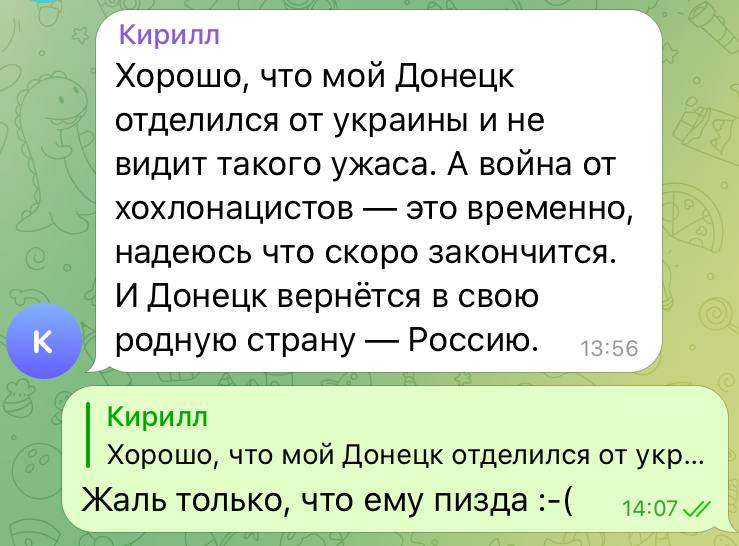 Кирилл
Хорошо, что мой Донецк
отделился от украины и не
видит такого ужаса. А война от
хохлонацистов — это временно,
надеюсь что скоро закончится.
И Донецк вернётся в свою
родную страну — Россию. 13:56
К
Кирилл
Хорошо, что мой Донецк отделился от укр...
Жаль только, что ему пизда :-( 14:07